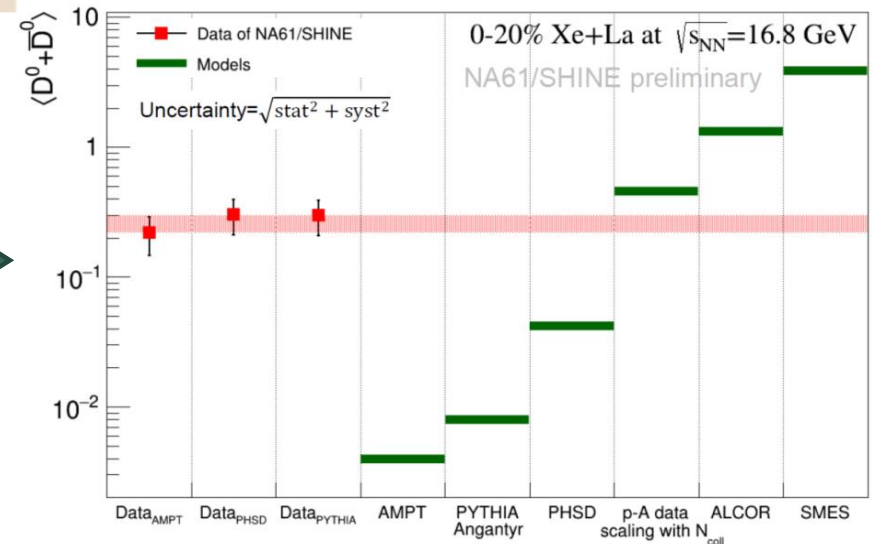 10
Data of NA61/SHINE
Models
Uncertainty=√stat² + syst²
0-20% Xe+La at √sNN=16.8 GeV
NA61/SHINE preliminary
⟨D⁰+D̅⁰⟩
1
10⁻¹
10⁻²
DataAMPT DataPHSD DataPYTHIA AMPT PYTHIA Angantyr PHSD p-A data scaling with Ncoll ALCOR SMES